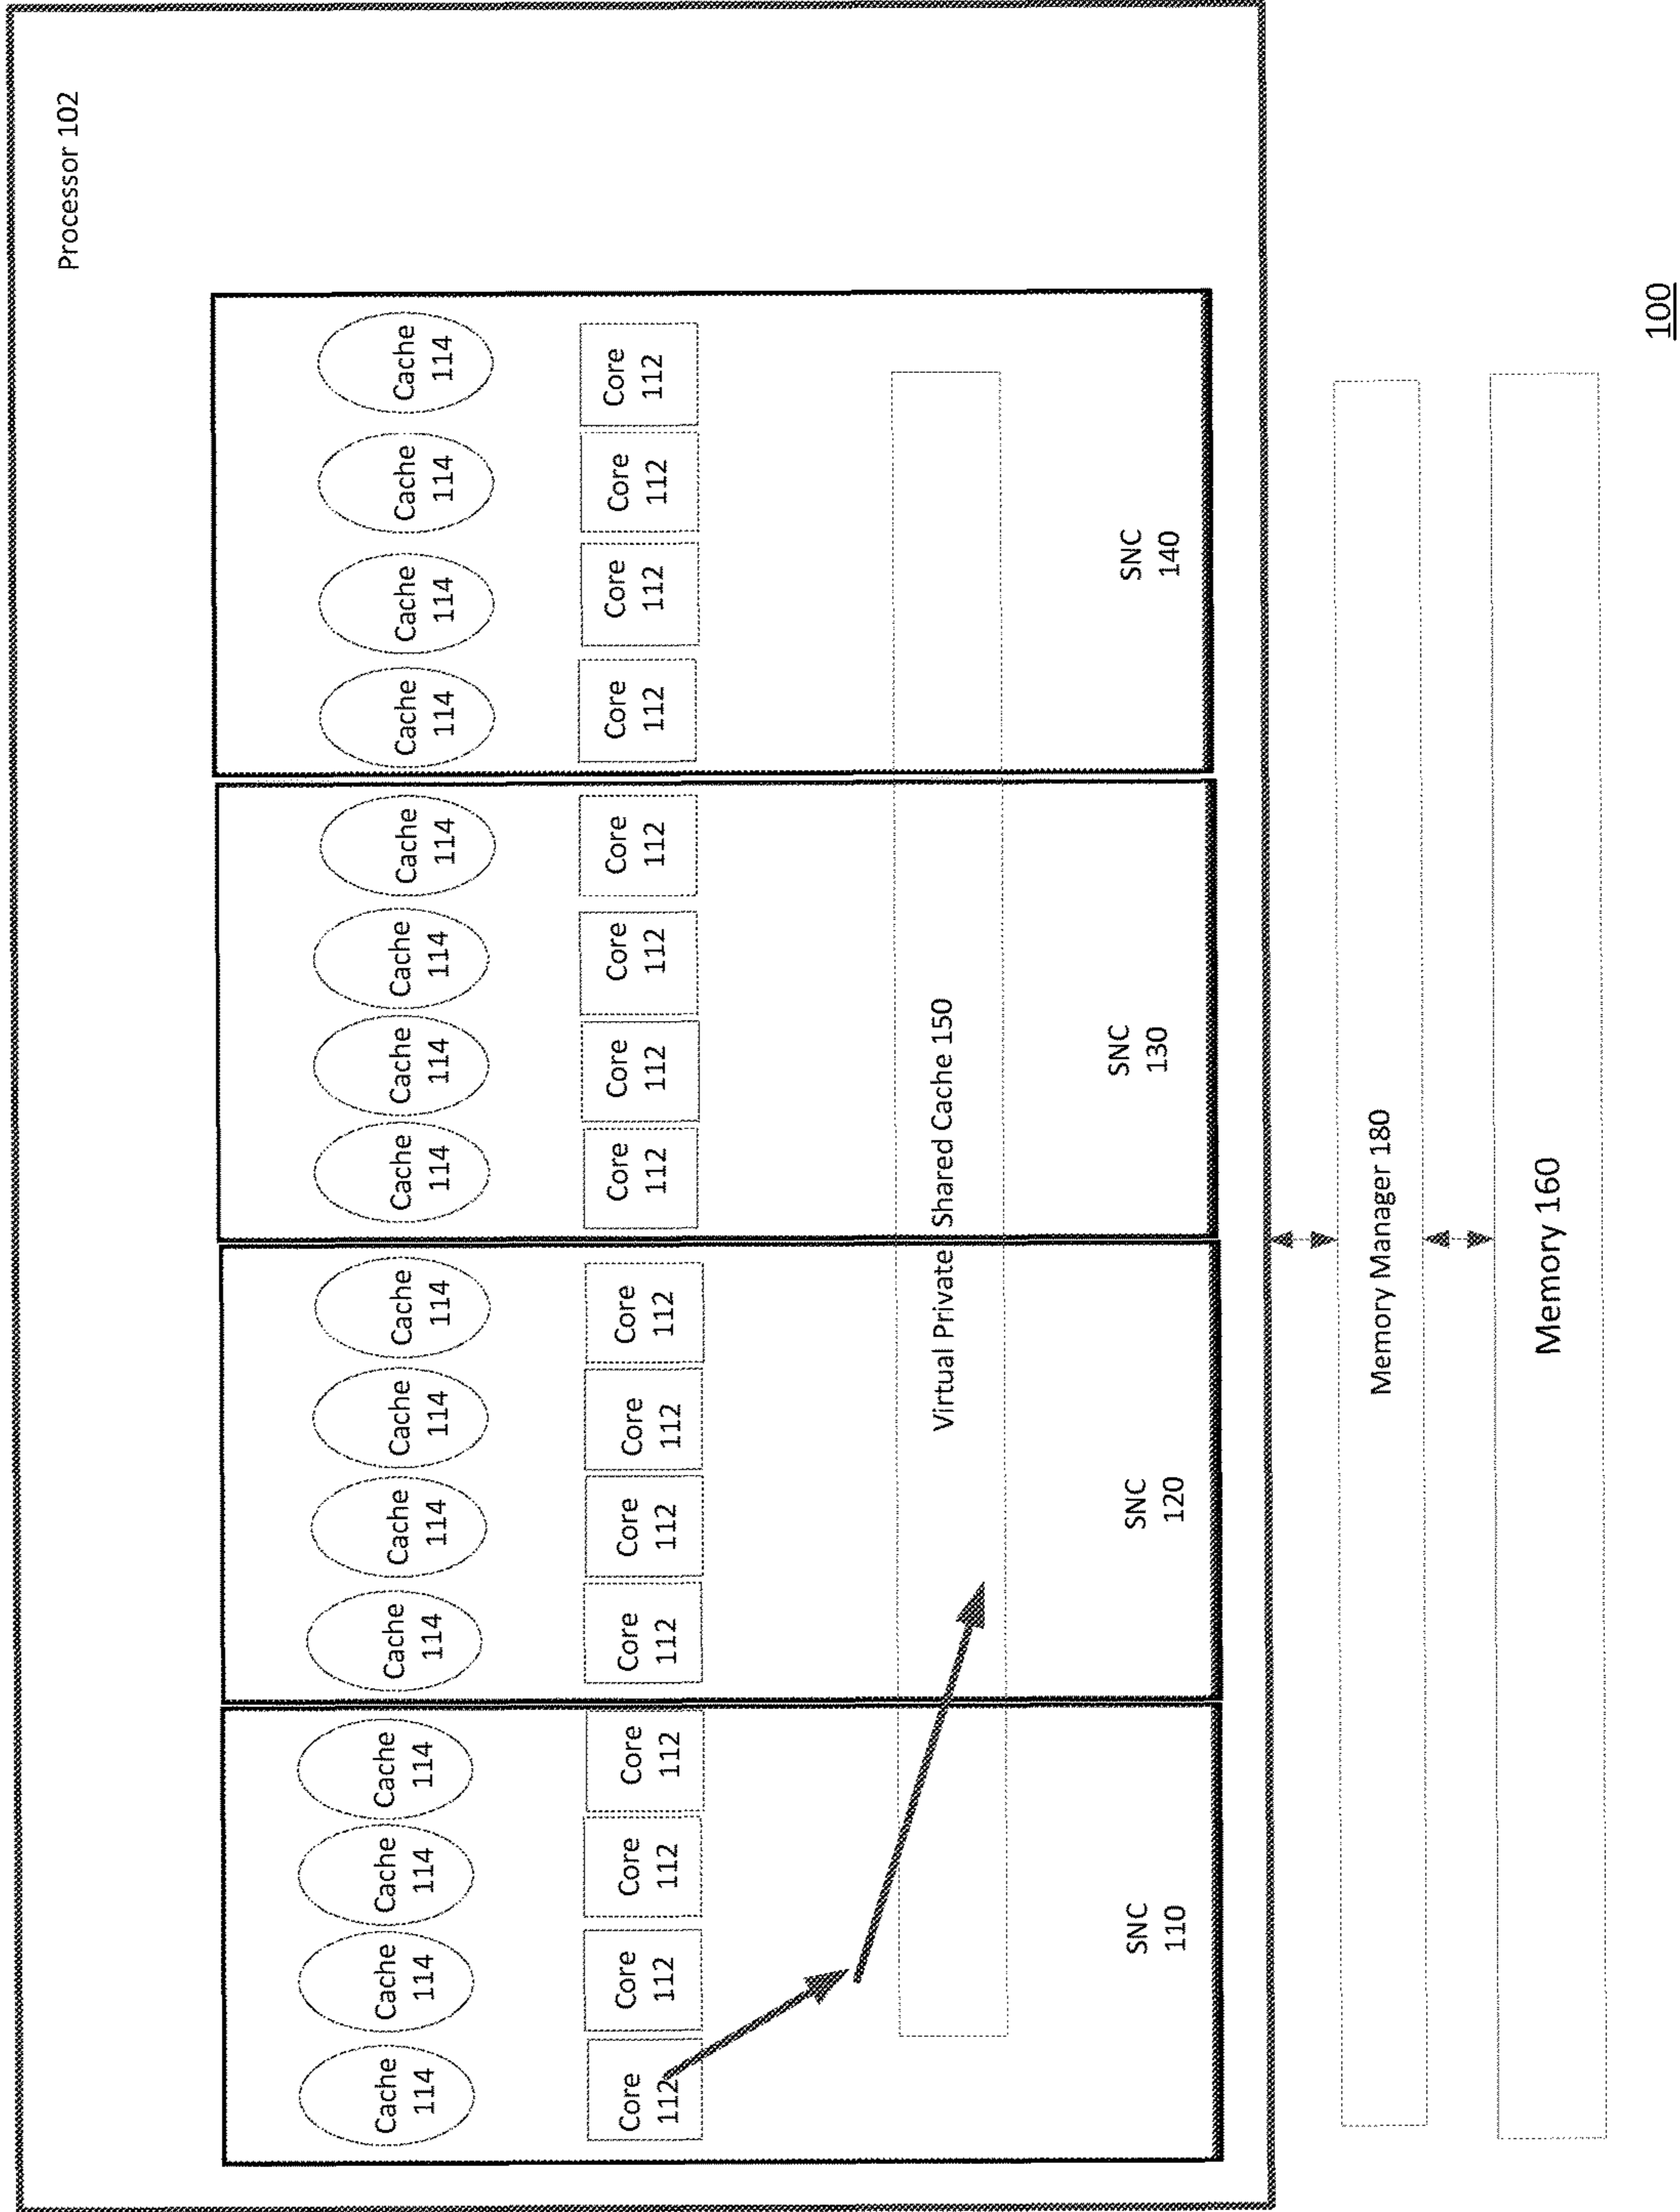 Processor 102
Cache
114
Cache
114
Cache
114
Cache
114
Cache
114
Cache
114
Cache
114
Cache
114
Cache
114
Cache
114
Cache
114
Cache
114
Cache
114
Cache
114
Cache
114
Cache
114
Core
112
Core
112
Core
112
Core
112
Core
112
Core
112
Core
112
Core
112
Core
112
Core
112
Core
112
Core
112
Core
112
Core
112
Core
112
Core
112
Virtual Private Shared Cache 150
SNC
110
SNC
120
SNC
130
SNC
140
Memory Manager 180
Memory 160
100